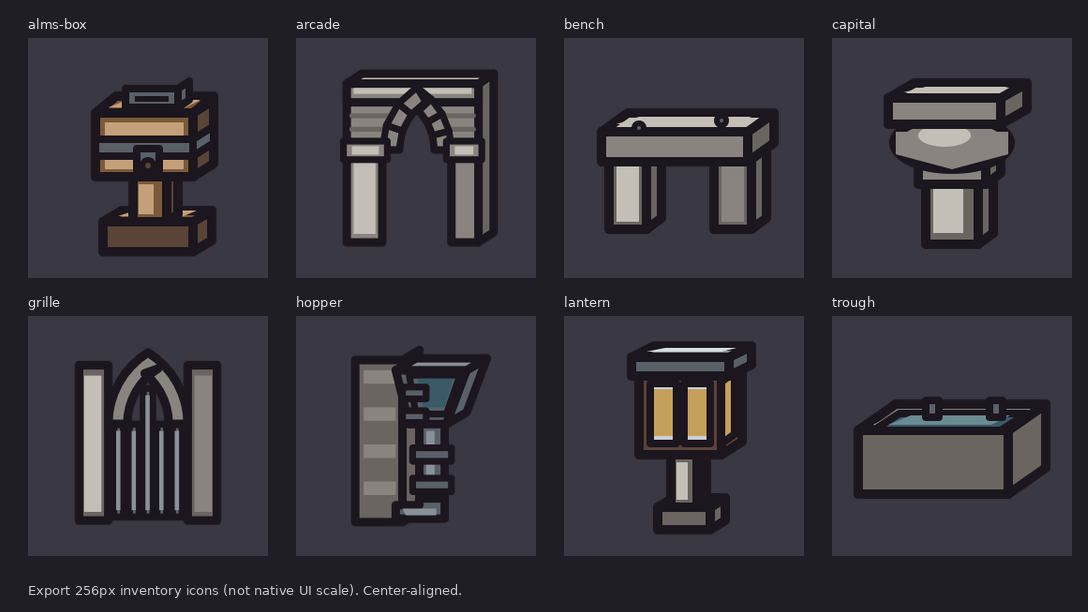 alms-box
arcade
bench
capital
grille
hopper
lantern
trough
Export 256px inventory icons (not native UI scale). Center-aligned.